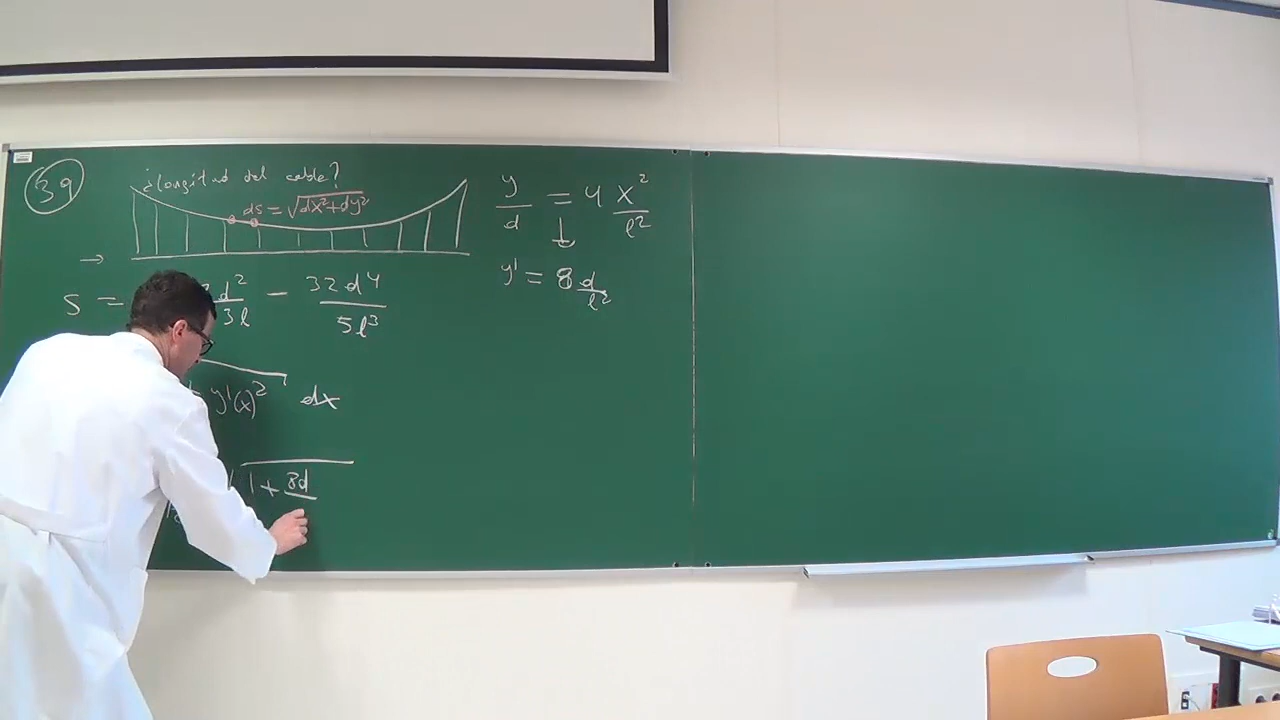 39
¿longitud del cable?
ds = √dx²+dy²
→
S = d²/3l - 32d⁴/5l³
y'(x)² dx
√1 + 8d
y/d = 4 x²/l²
↓
y' = 8 d/l²